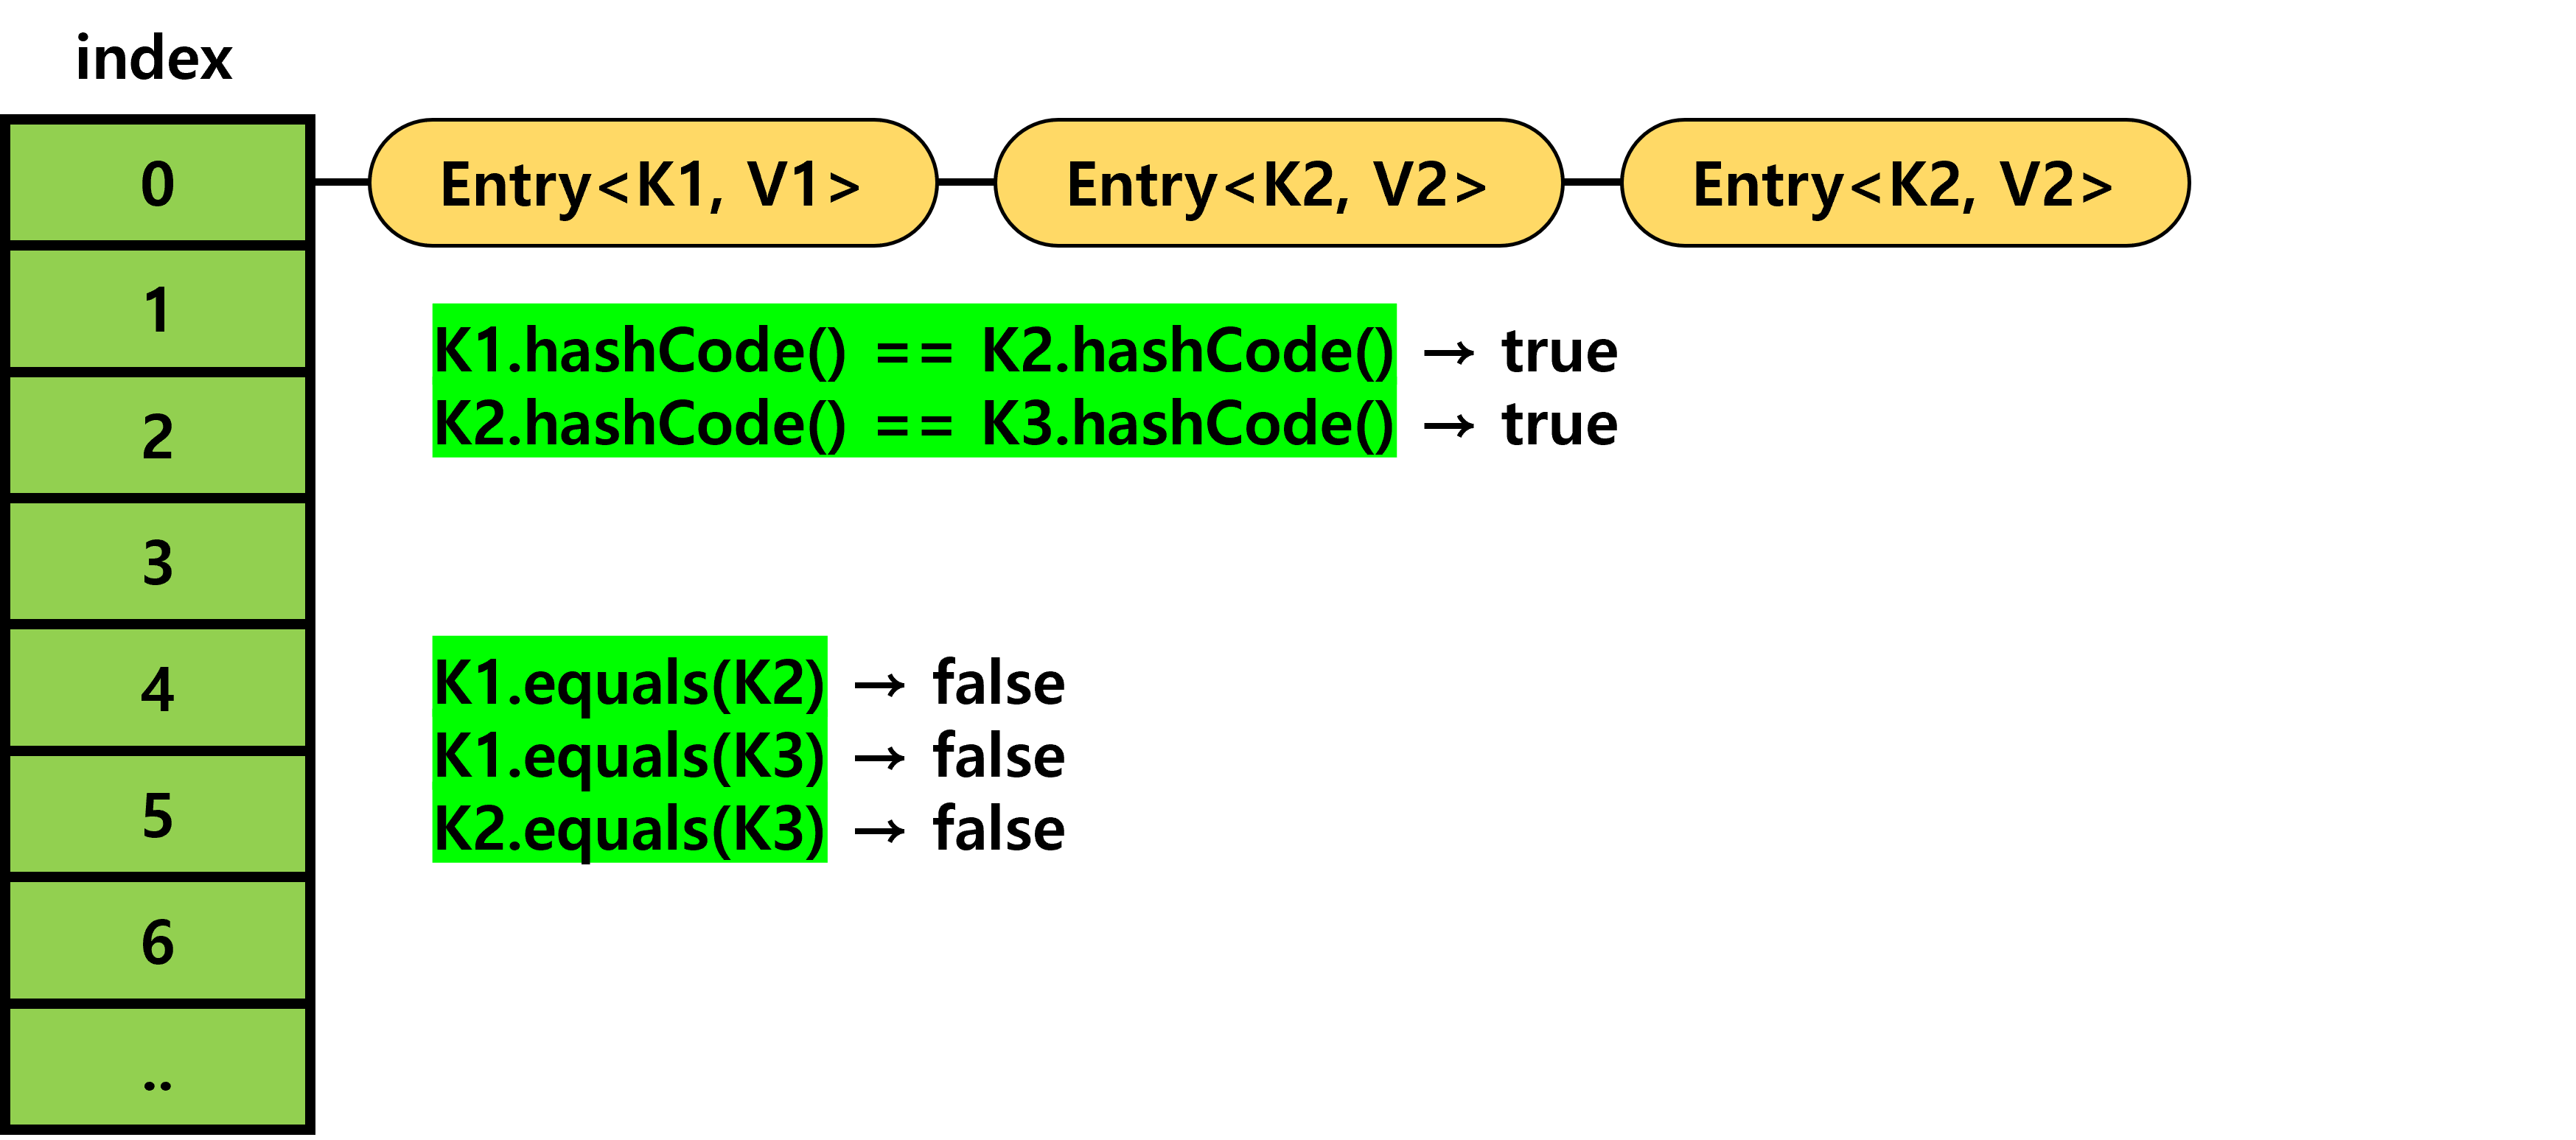 index
0
Entry<K1, V1>
Entry<K2, V2>
Entry<K2, V2>
1
K1.hashCode() == K2.hashCode() → true
2
K2.hashCode() == K3.hashCode() → true
3
4
K1.equals(K2) → false
K1.equals(K3) → false
5
K2.equals(K3) → false
6
..